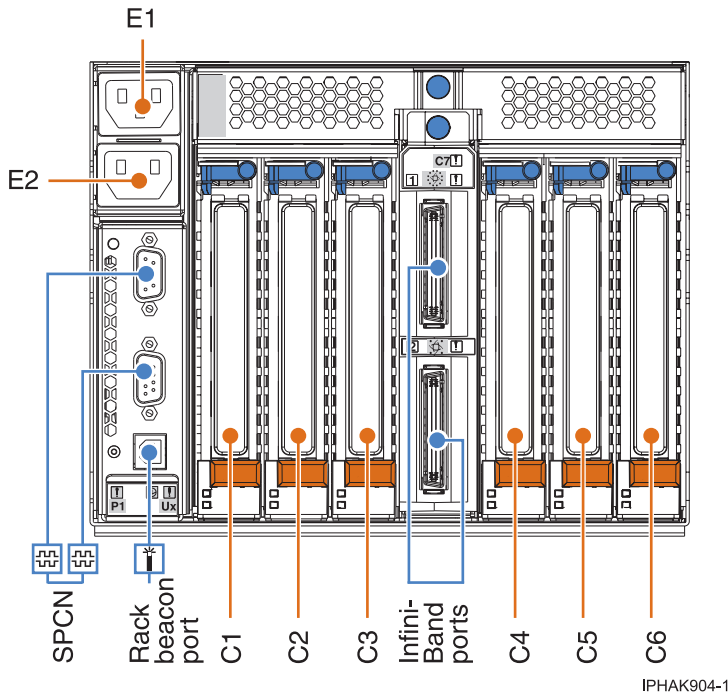 E1
E2
C7
1
2
P1
Ux
SPCN
Rack
beacon
port
C1
C2
C3
Infini-
Band
ports
C4
C5
C6
IPHAK904-1